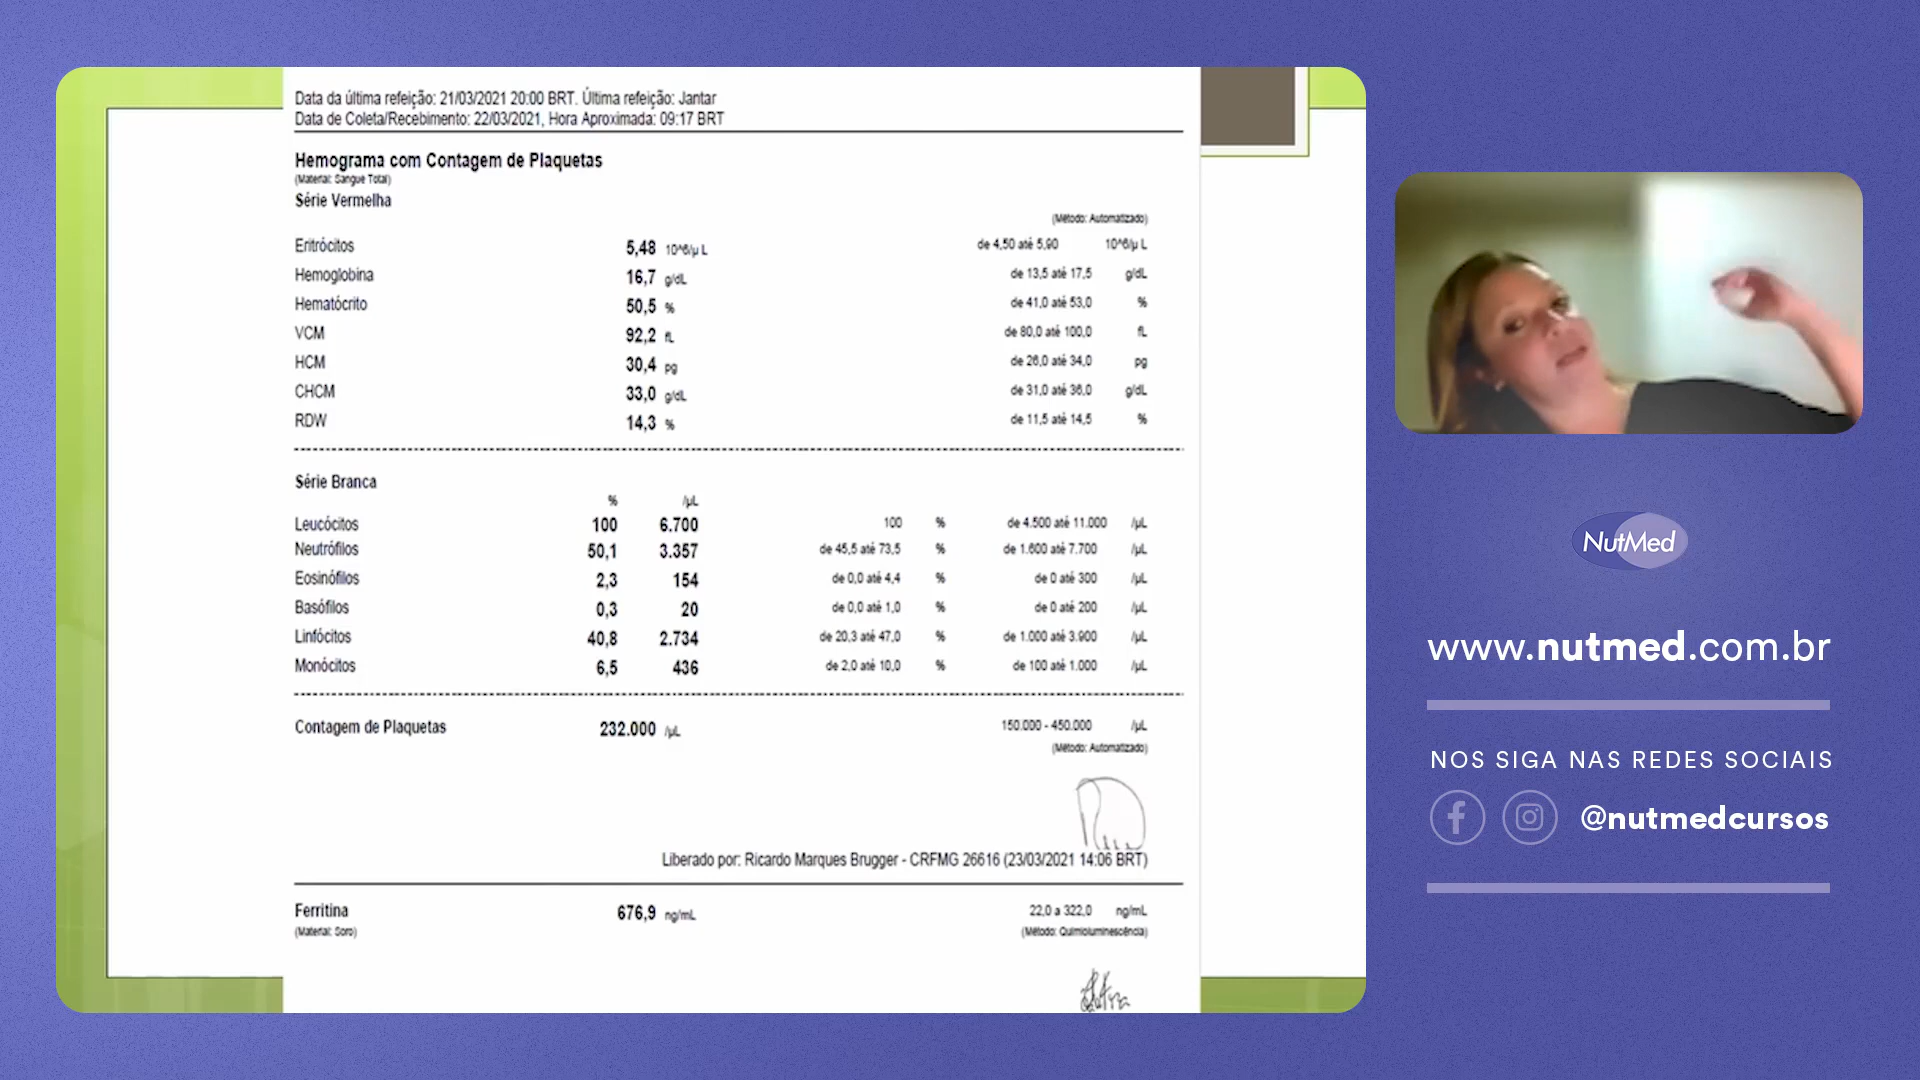 Data da última refeição: 21/03/2021 20:00 BRT. Última refeição: Jantar
Data de Coleta/Recebimento: 22/03/2021, Hora Aproximada: 09:17 BRT
Hemograma com Contagem de Plaquetas
(Material: Sangue Total)
Série Vermelha
(Método: Automatizado)
Eritrócitos 5,48 10^6/µL de 4,50 até 5,90 10^6/µL
Hemoglobina 16,7 g/dL de 13,5 até 17,5 g/dL
Hematócrito 50,5 % de 41,0 até 53,0 %
VCM 92,2 fL de 80,0 até 100,0 fL
HCM 30,4 pg de 26,0 até 34,0 pg
CHCM 33,0 g/dL de 31,0 até 36,0 g/dL
RDW 14,3 % de 11,5 até 14,5 %
Série Branca
% /µL
Leucócitos 100 6.700 100 % de 4.500 até 11.000 /µL
Neutrófilos 50,1 3.357 de 45,5 até 73,5 % de 1.600 até 7.700 /µL
Eosinófilos 2,3 154 de 0,0 até 4,4 % de 0 até 300 /µL
Basófilos 0,3 20 de 0,0 até 1,0 % de 0 até 200 /µL
Linfócitos 40,8 2.734 de 20,3 até 47,0 % de 1.000 até 3.900 /µL
Monócitos 6,5 436 de 2,0 até 10,0 % de 100 até 1.000 /µL
Contagem de Plaquetas 232.000 /µL 150.000 - 450.000 /µL
(Método: Automatizado)
Liberado por: Ricardo Marques Brugger - CRFMG 26616 (23/03/2021 14:06 BRT)
Ferritina 676,9 ng/mL 22,0 a 322,0 ng/mL
(Material: Soro) (Método: Quimioluminescência)
NutMed
www.nutmed.com.br
NOS SIGA NAS REDES SOCIAIS
@nutmedcursos